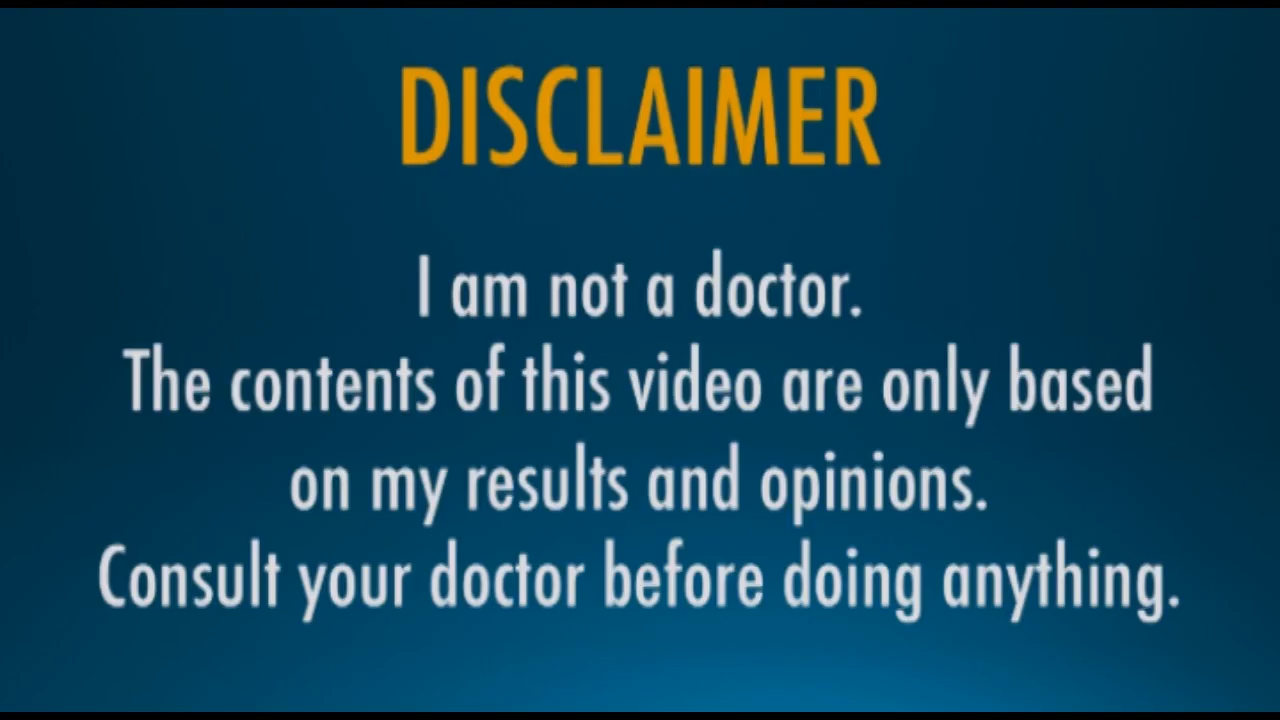 DISCLAIMER
I am not a doctor.
The contents of this video are only based
on my results and opinions.
Consult your doctor before doing anything.